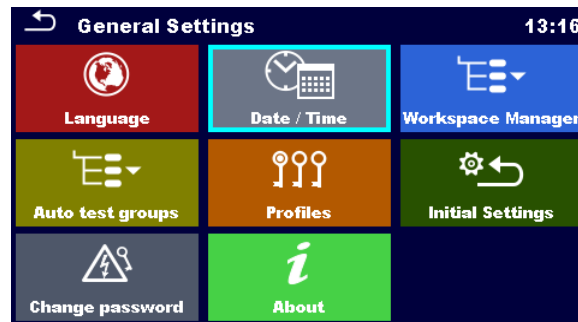 General Settings
13:16
Language
Date / Time
Workspace Manager
Auto test groups
Profiles
Initial Settings
Change password
About